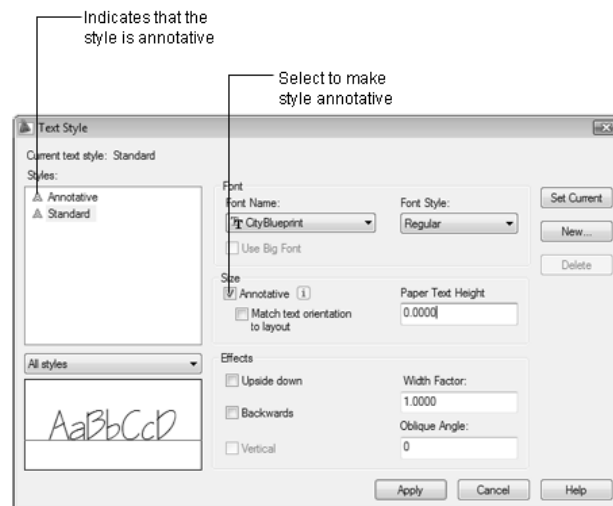 Indicates that the
style is annotative
Select to make
style annotative
Text Style
Current text style: Standard
Styles:
Annotative
Standard
Font
Font Name:
CityBlueprint
Font Style:
Regular
Use Big Font
Set Current
New...
Delete
Size
Annotative
Match text orientation
to layout
Paper Text Height
0.0000
All styles
AaBbCcD
Effects
Upside down
Backwards
Vertical
Width Factor:
1.0000
Oblique Angle:
0
Apply
Cancel
Help